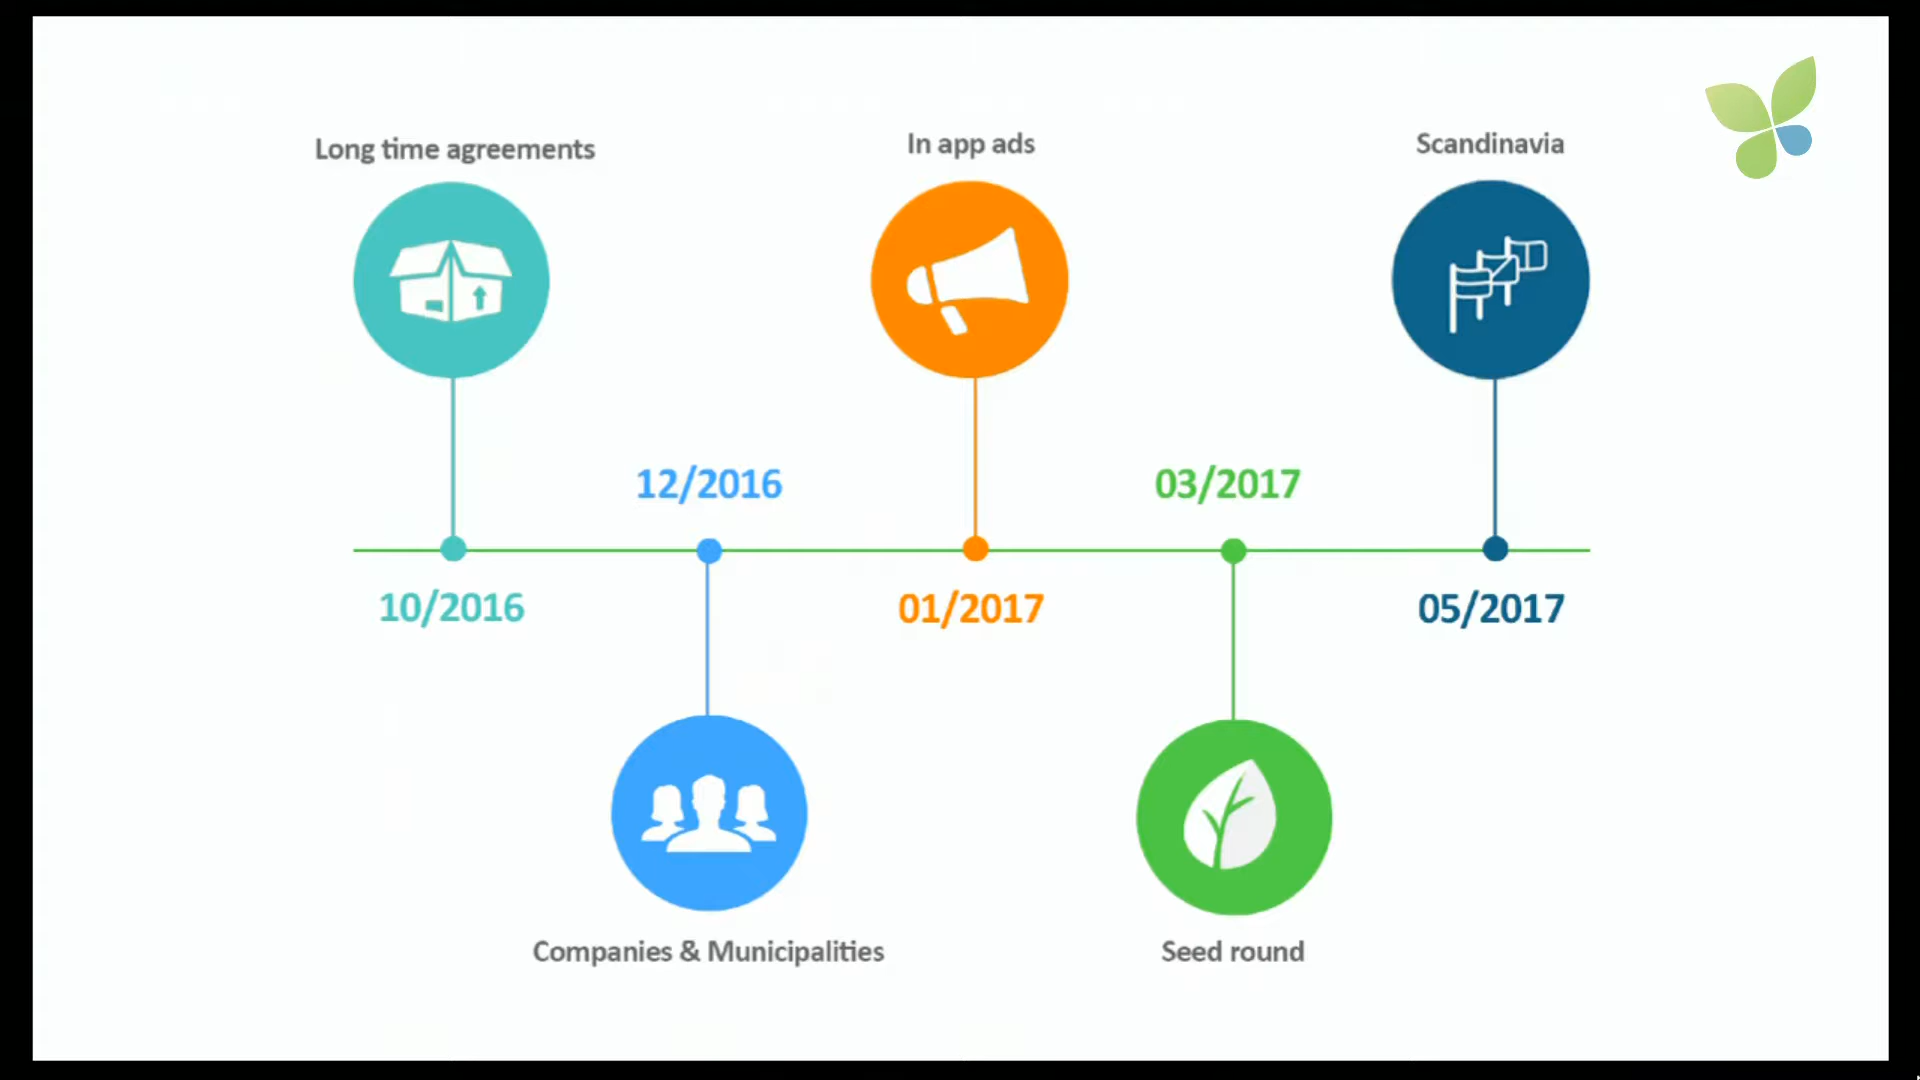 Long time agreements
In app ads
Scandinavia
12/2016
03/2017
10/2016
01/2017
05/2017
Companies & Municipalities
Seed round